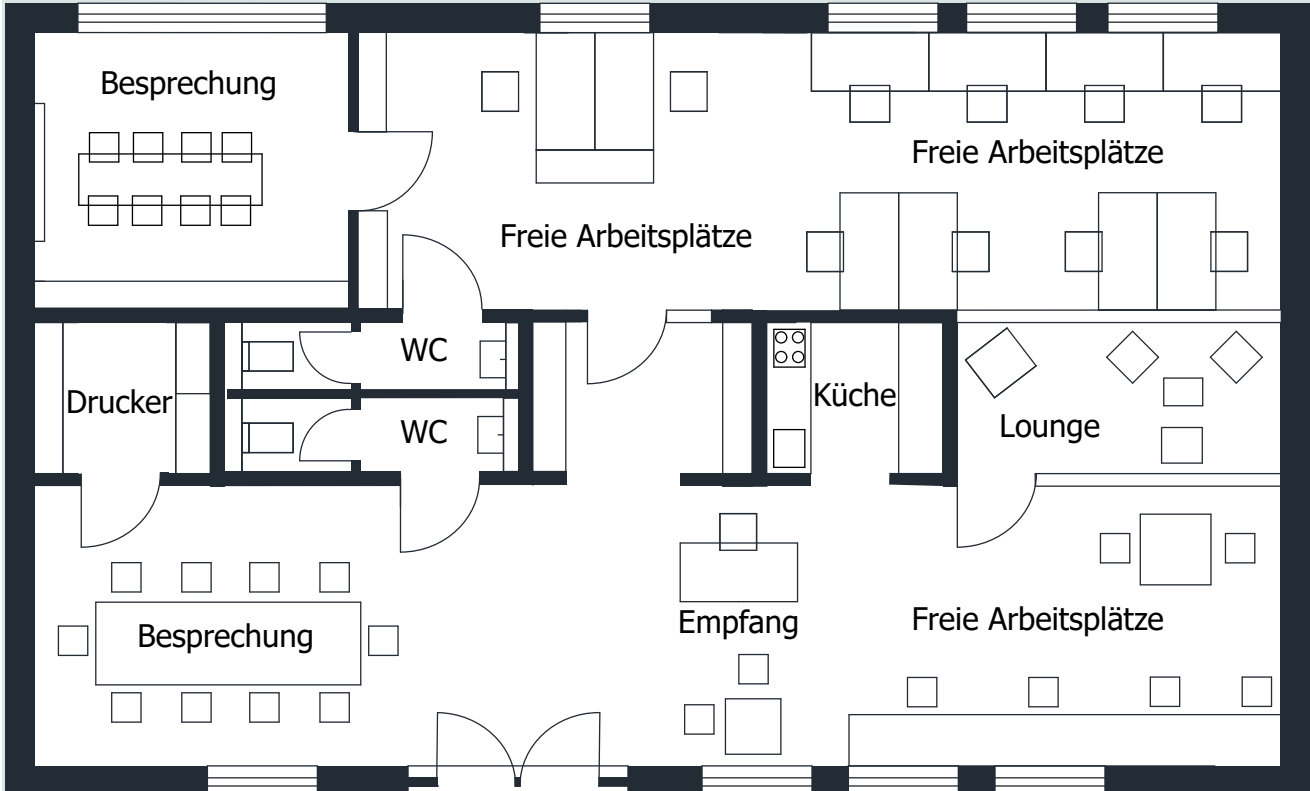 Besprechung
Freie Arbeitsplätze
Freie Arbeitsplätze
WC
Drucker
Küche
WC
Lounge
Besprechung
Empfang
Freie Arbeitsplätze